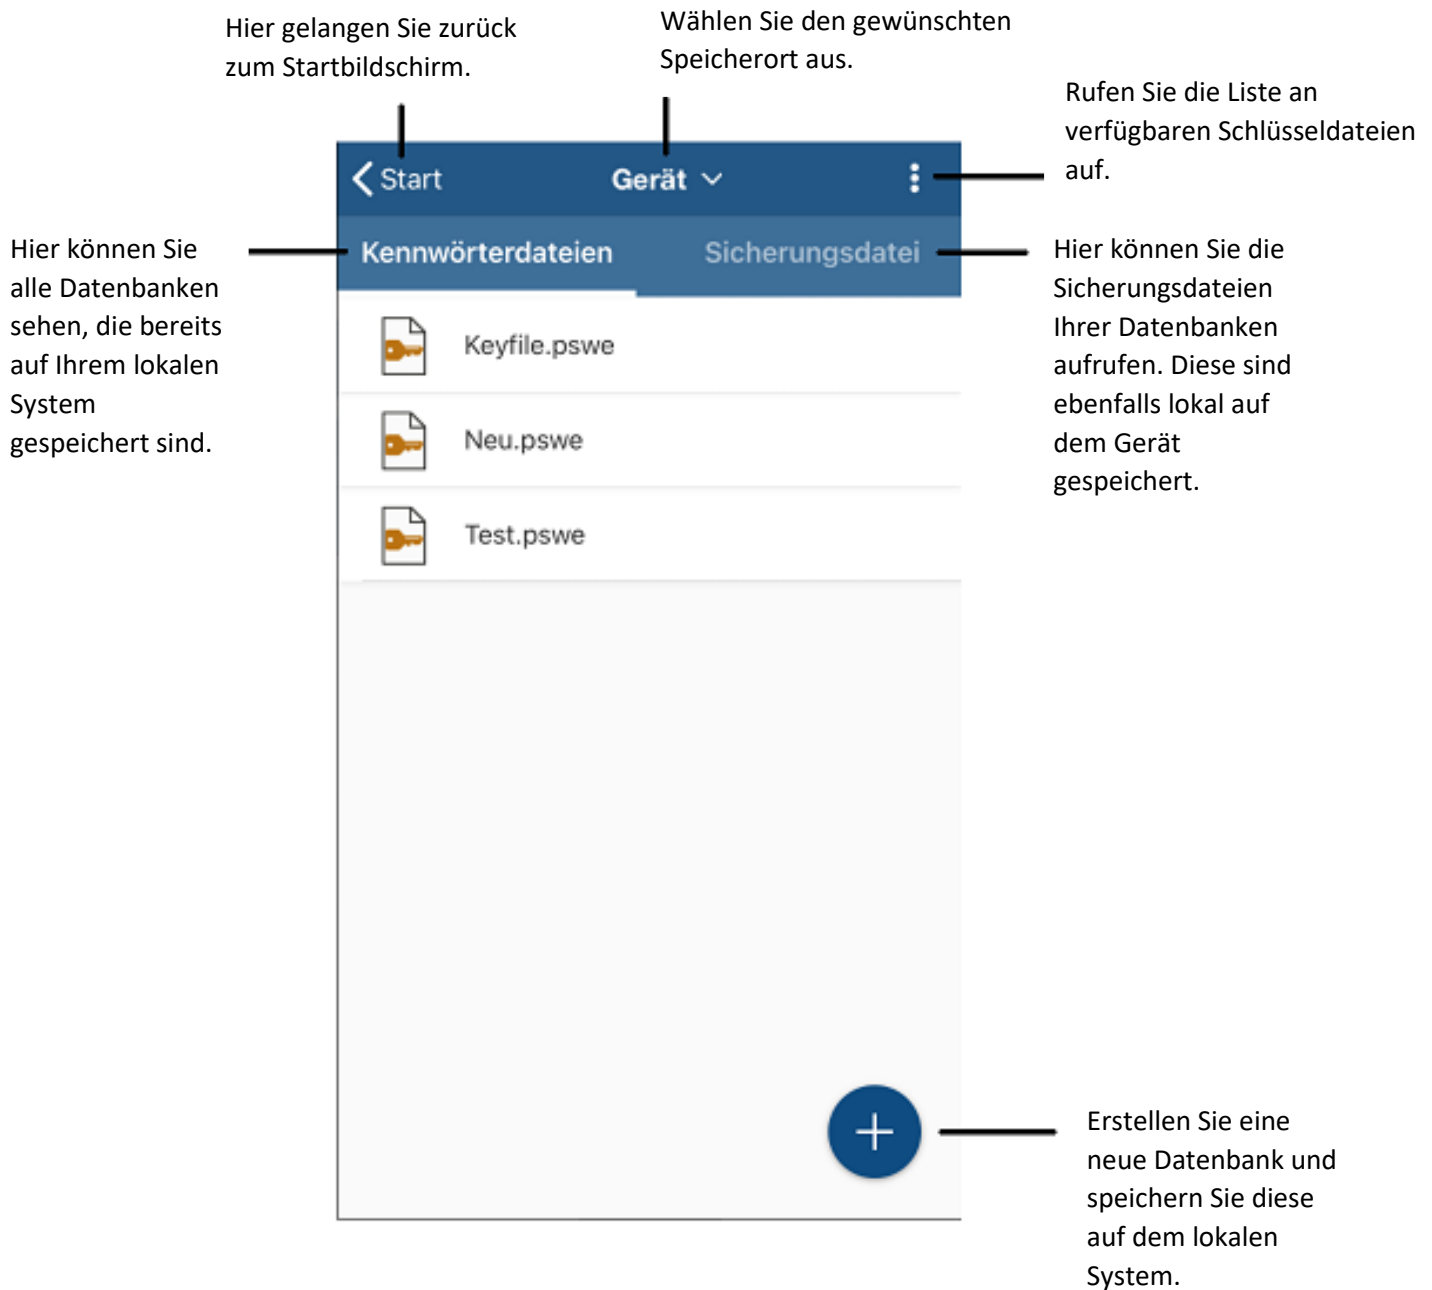 Hier gelangen Sie zurück
zum Startbildschirm.
Wählen Sie den gewünschten
Speicherort aus.
Rufen Sie die Liste an
verfügbaren Schlüsseldateien
auf.
Start
Gerät
Hier können Sie
alle Datenbanken
sehen, die bereits
auf Ihrem lokalen
System
gespeichert sind.
Kennwörterdateien
Sicherungsdatei
Hier können Sie die
Sicherungsdateien
Ihrer Datenbanken
aufrufen. Diese sind
ebenfalls lokal auf
dem Gerät
gespeichert.
Keyfile.pswe
Neu.pswe
Test.pswe
Erstellen Sie eine
neue Datenbank und
speichern Sie diese
auf dem lokalen
System.